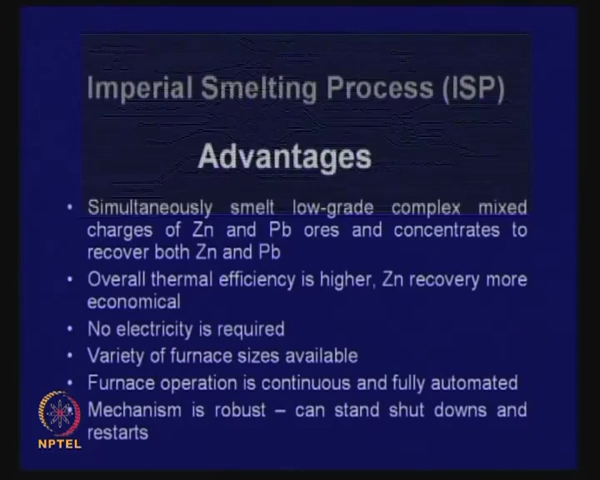 Imperial Smelting Process (ISP)
Advantages
• Simultaneously smelt low-grade complex mixed
charges of Zn and Pb ores and concentrates to
recover both Zn and Pb
• Overall thermal efficiency is higher, Zn recovery more
economical
• No electricity is required
• Variety of furnace sizes available
• Furnace operation is continuous and fully automated
• Mechanism is robust – can stand shut downs and
restarts
NPTEL